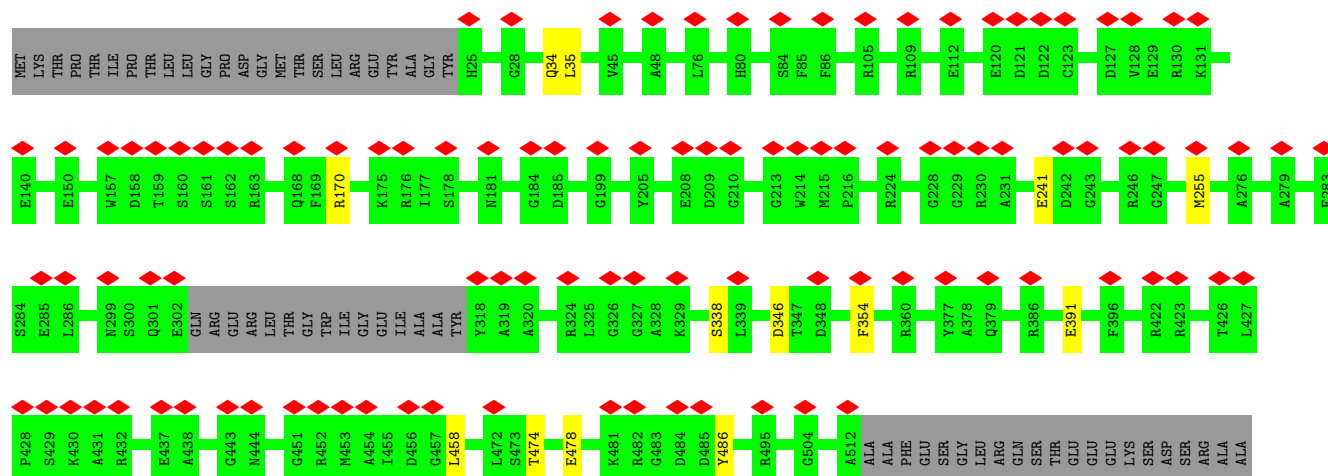 MET LYS THR PRO THR ILE PRO THR LEU LEU GLY PRO ASP GLY MET THR SER LEU ARG GLU TYR ALA GLY TYR H25 G28 Q34 L35 V45 A48 L76 H80 S84 F85 F86 R105 R109 E112 E120 D121 D122 C123 D127 V128 E129 R130 K131
E140 E150 W157 D158 T159 S160 S161 S162 R163 Q168 F169 R170 K175 R176 I177 S178 N181 G184 D185 G199 Y205 E208 D209 G210 G213 W214 M215 P216 R224 G228 G229 R230 A231 E241 D242 G243 R246 G247 M255 A276 A279 E283
S284 E285 L286 N299 S300 Q301 E302 GLN ARG GLU ARG LEU THR GLY TRP ILE GLY GLU ILE ALA ALA TYR Y318 A319 A320 R324 L325 G326 G327 A328 K329 S338 L339 D346 T347 D348 F354 R360 Y377 A378 Q379 R386 E391 F396 R422 R423 T426 L427
P428 S429 K430 A431 R432 E437 A438 G443 N444 G451 R452 M453 A454 I455 D456 G457 L458 L472 S473 T474 E478 K481 R482 G483 D484 D485 Y486 R495 G504 A512 ALA ALA PHE GLU SER GLY LEU ARG GLN SER THR GLU GLU GLU LYS SER ASP SER ARG ALA ALA